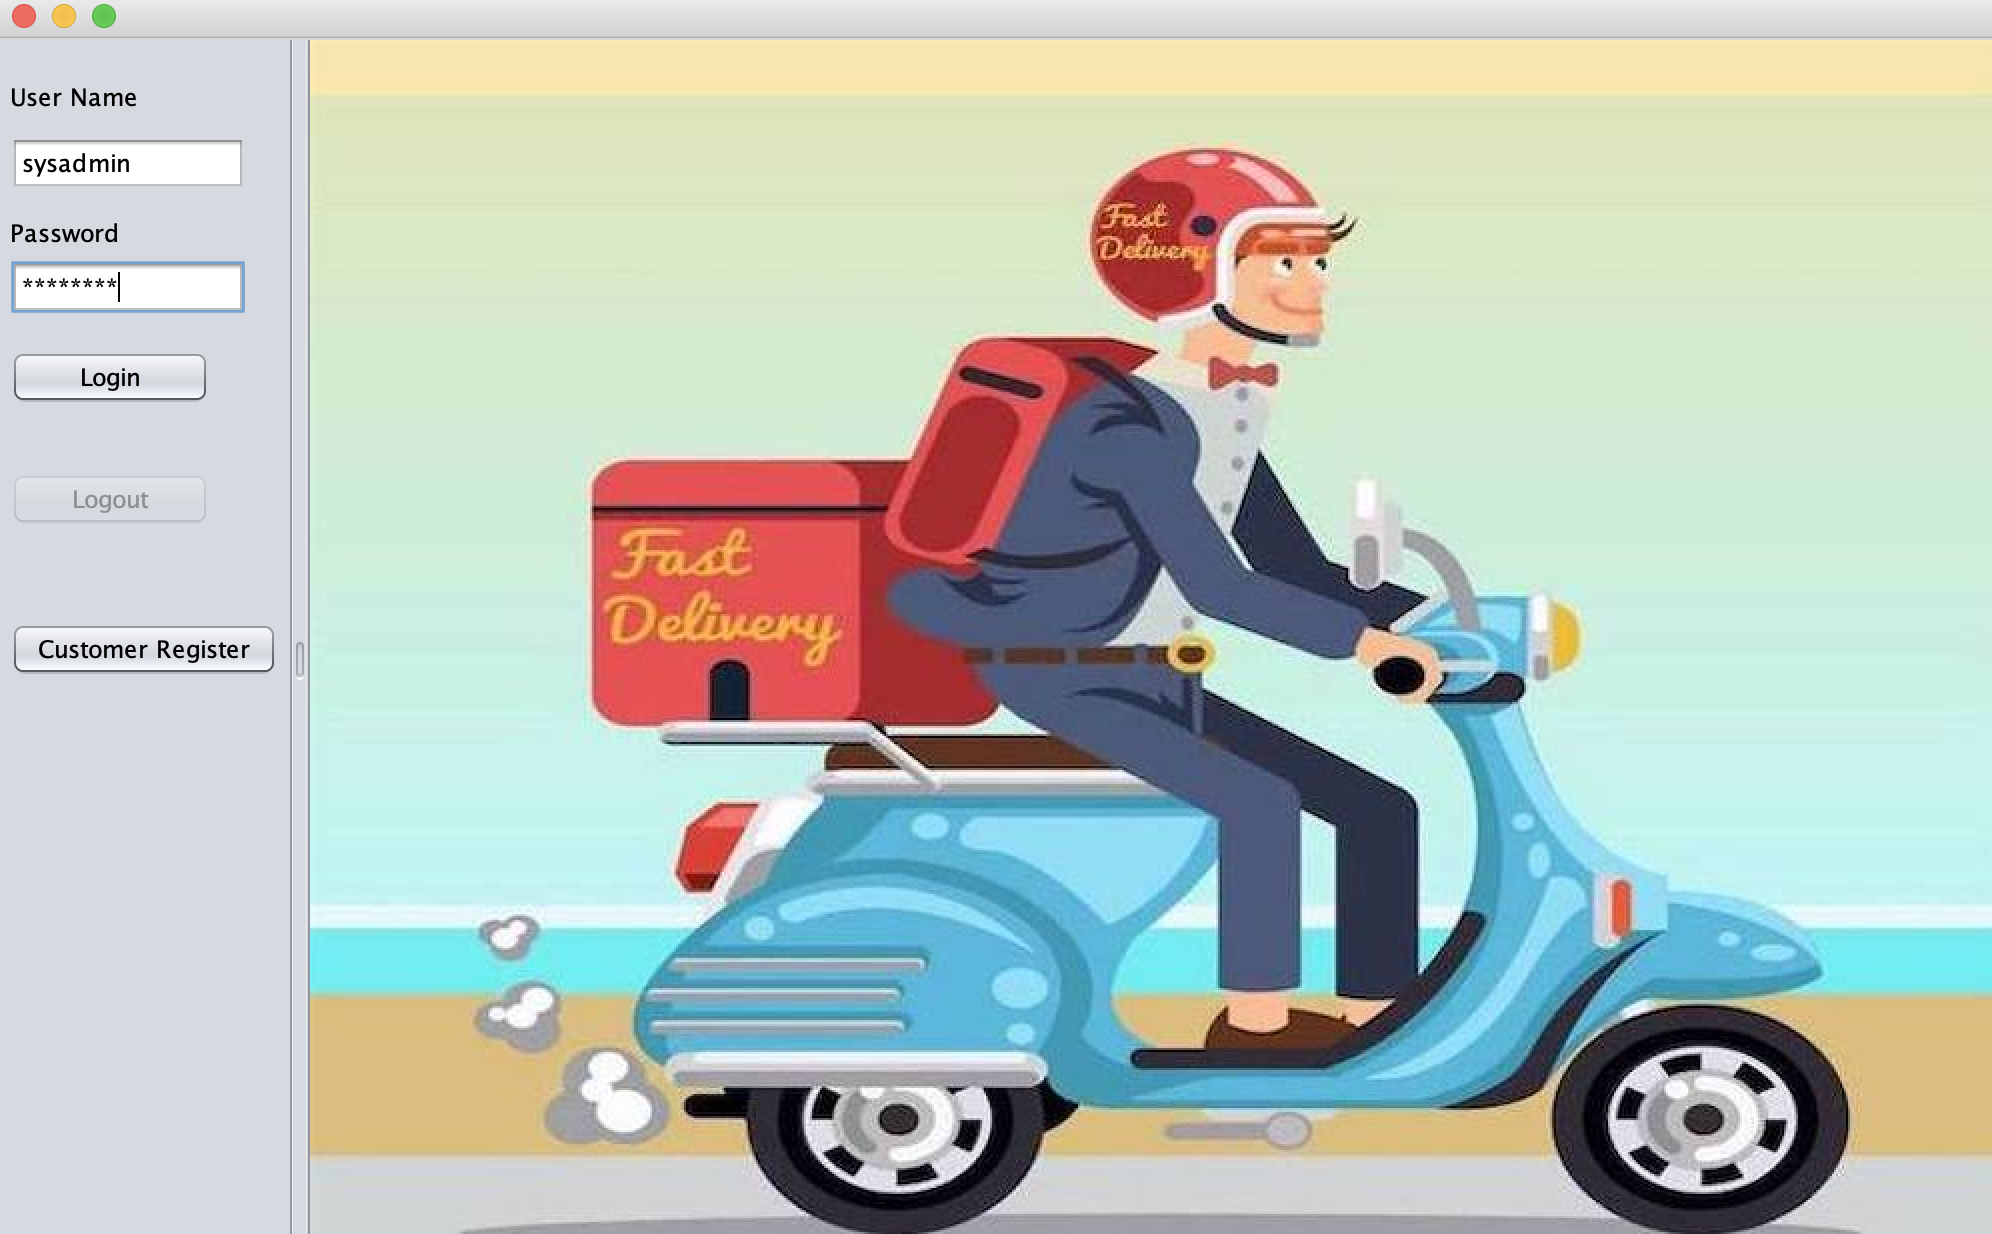 User Name
sysadmin
Password
********
Login
Logout
Customer Register
Fast
Delivery
Fast
Delivery